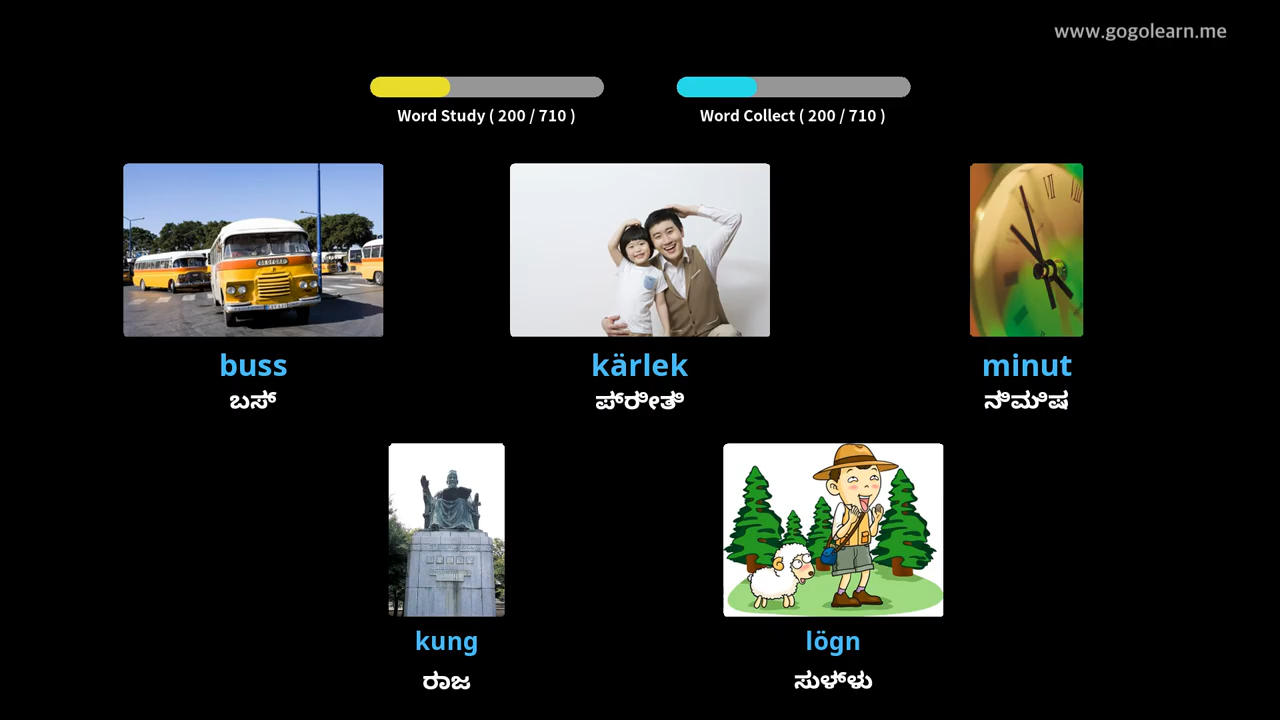 www.gogolearn.me
Word Study ( 200 / 710 )
Word Collect ( 200 / 710 )
buss
ಬಸ್
kärlek
ಪ್ರೀತಿ
minut
ನಿಮಿಷ
kung
ರಾಜ
lögn
ಸುಳ್ಳು